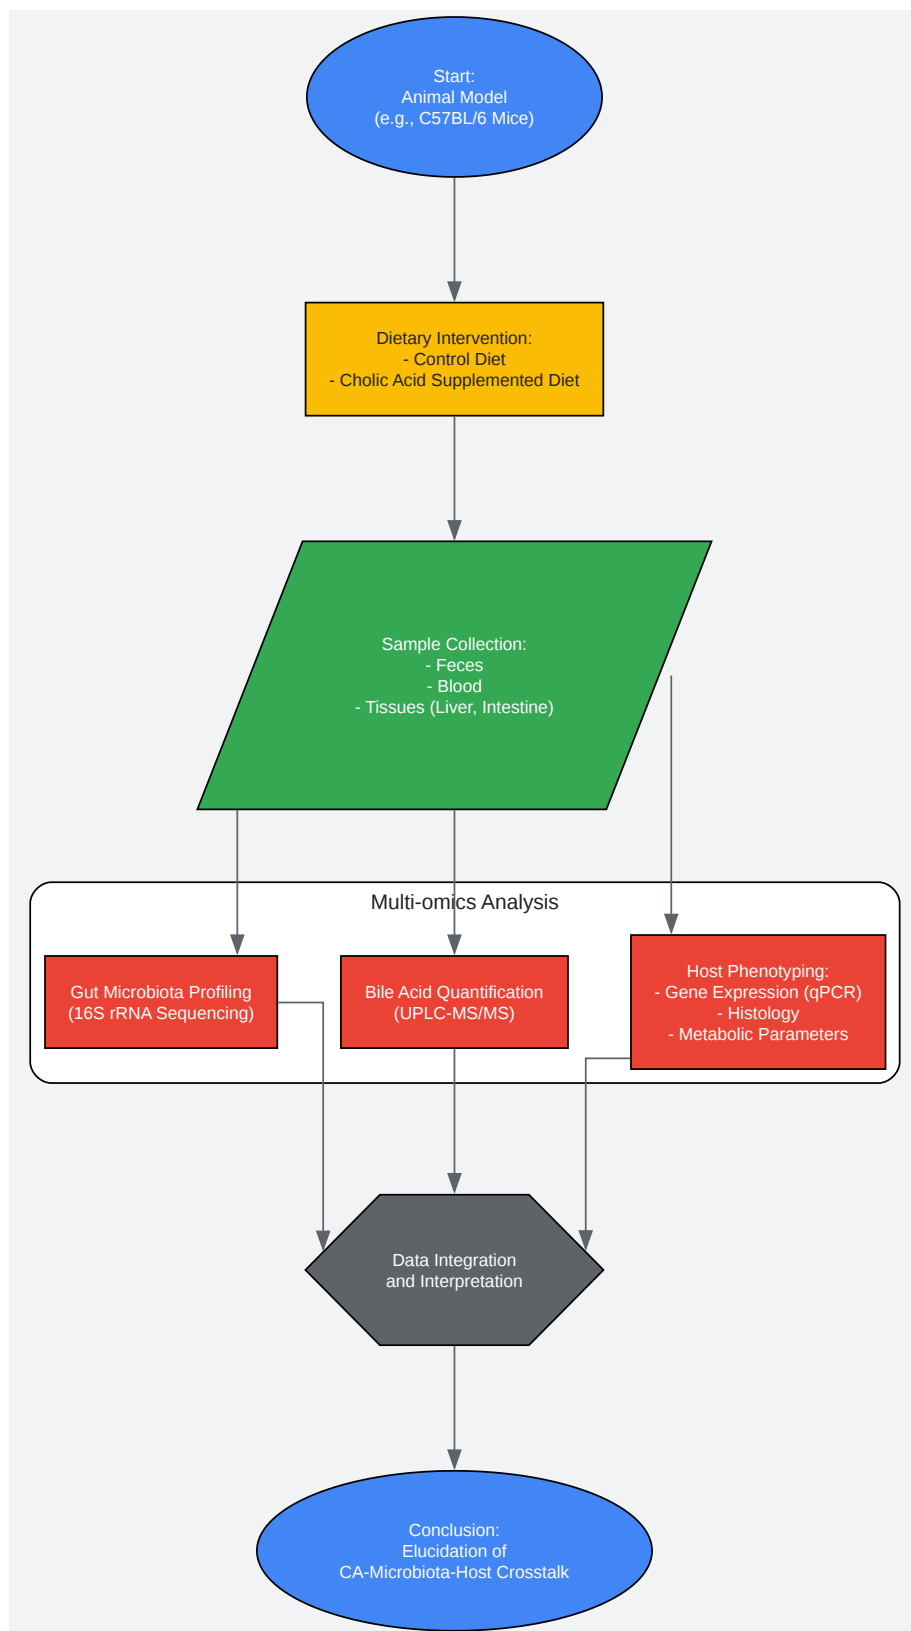 Start:
Animal Model
(e.g., C57BL/6 Mice)
Dietary Intervention:
- Control Diet
- Cholic Acid Supplemented Diet
Sample Collection:
- Feces
- Blood
- Tissues (Liver, Intestine)
Multi-omics Analysis
Gut Microbiota Profiling
(16S rRNA Sequencing)
Bile Acid Quantification
(UPLC-MS/MS)
Host Phenotyping:
- Gene Expression (qPCR)
- Histology
- Metabolic Parameters
Data Integration
and Interpretation
Conclusion:
Elucidation of
CA-Microbiota-Host Crosstalk